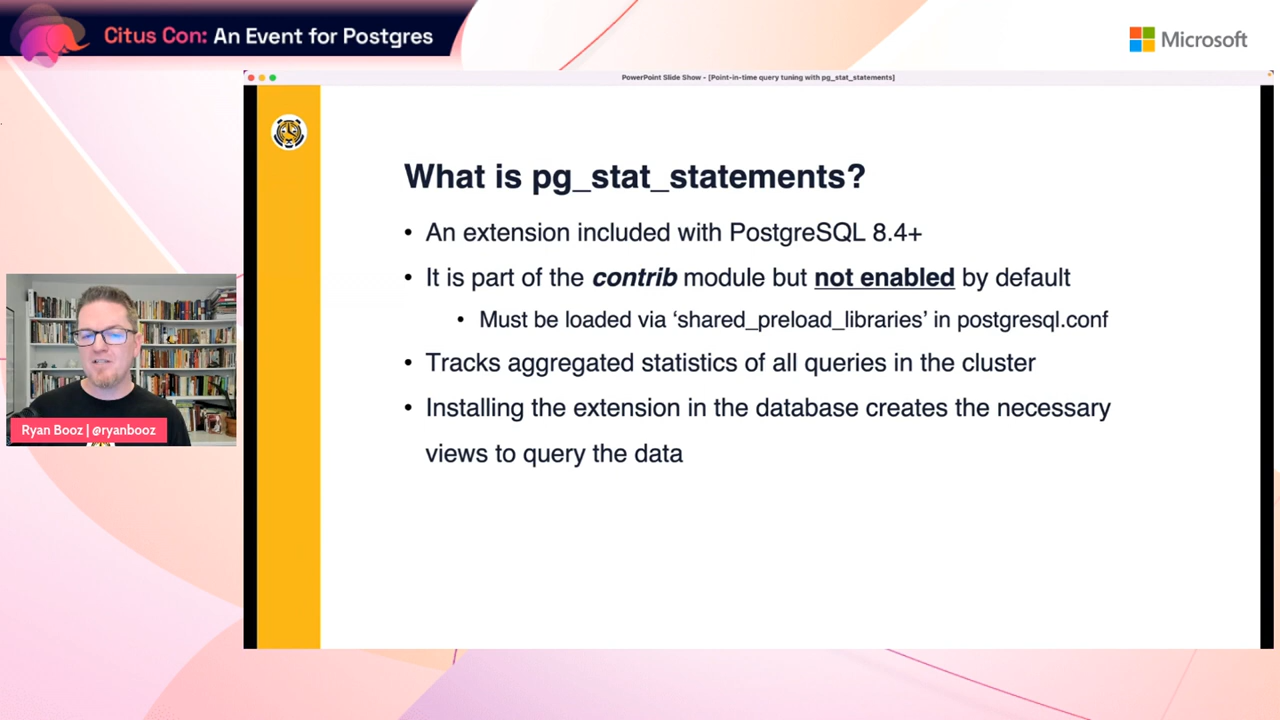 Citus Con: An Event for Postgres
Microsoft
PowerPoint Slide Show - [Point-in-time query tuning with pg_stat_statements]
What is pg_stat_statements?
• An extension included with PostgreSQL 8.4+
• It is part of the contrib module but not enabled by default
• Must be loaded via ‘shared_preload_libraries’ in postgresql.conf
• Tracks aggregated statistics of all queries in the cluster
• Installing the extension in the database creates the necessary
views to query the data
Ryan Booz | @ryanbooz